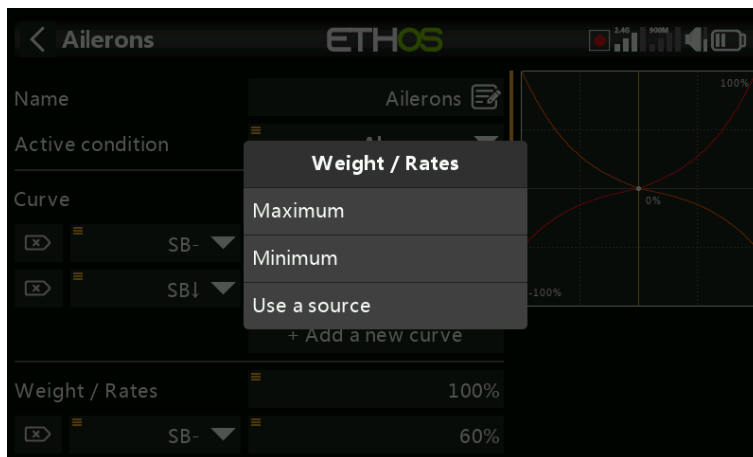 Ailerons
ETHOS
2.4G
900M
Name
Ailerons
Active condition
Weight / Rates
Maximum
Minimum
Use a source
Curve
SB-
SB↓
+ Add a new curve
Weight / Rates
100%
SB-
60%
100%
0%
-100%